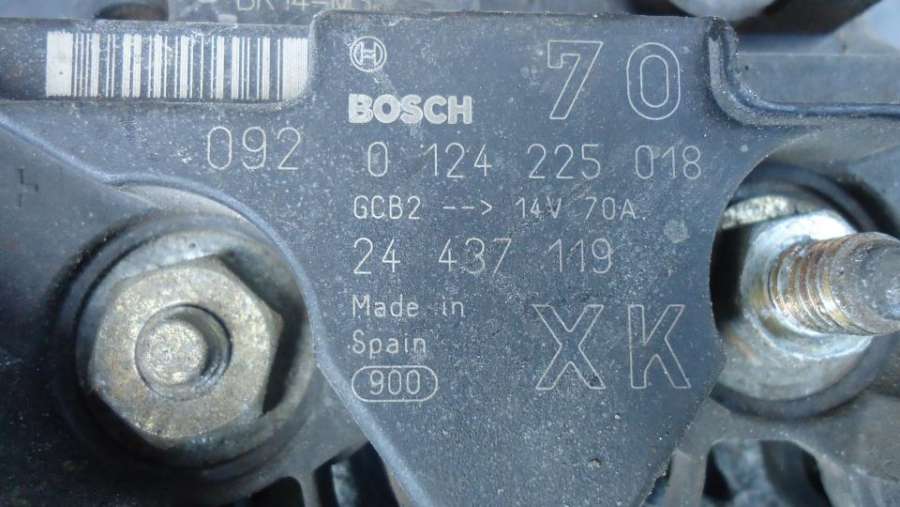 BOSCH 70
092 0 124 225 018
GCB2 --> 14V 70A
24 437 119
Made in
Spain
XK
900